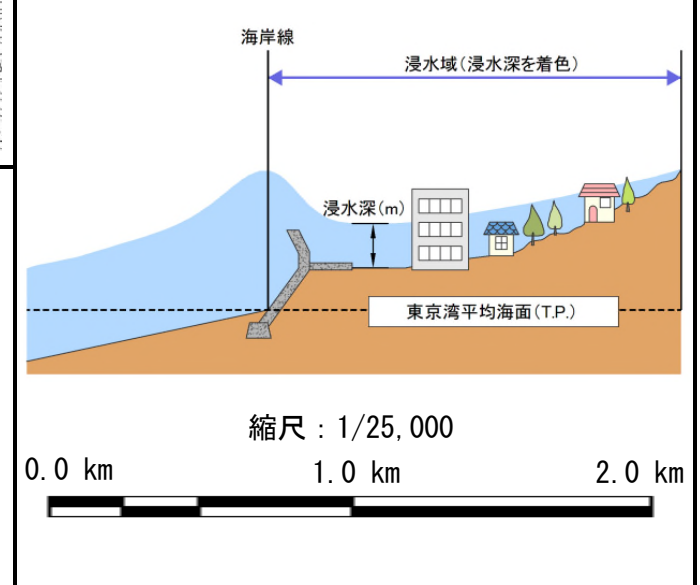 海岸線
浸水域（浸水深を着色）
浸水深（m）
東京湾平均海面（T.P.）
縮尺：1/25,000
0.0 km 1.0 km 2.0 km